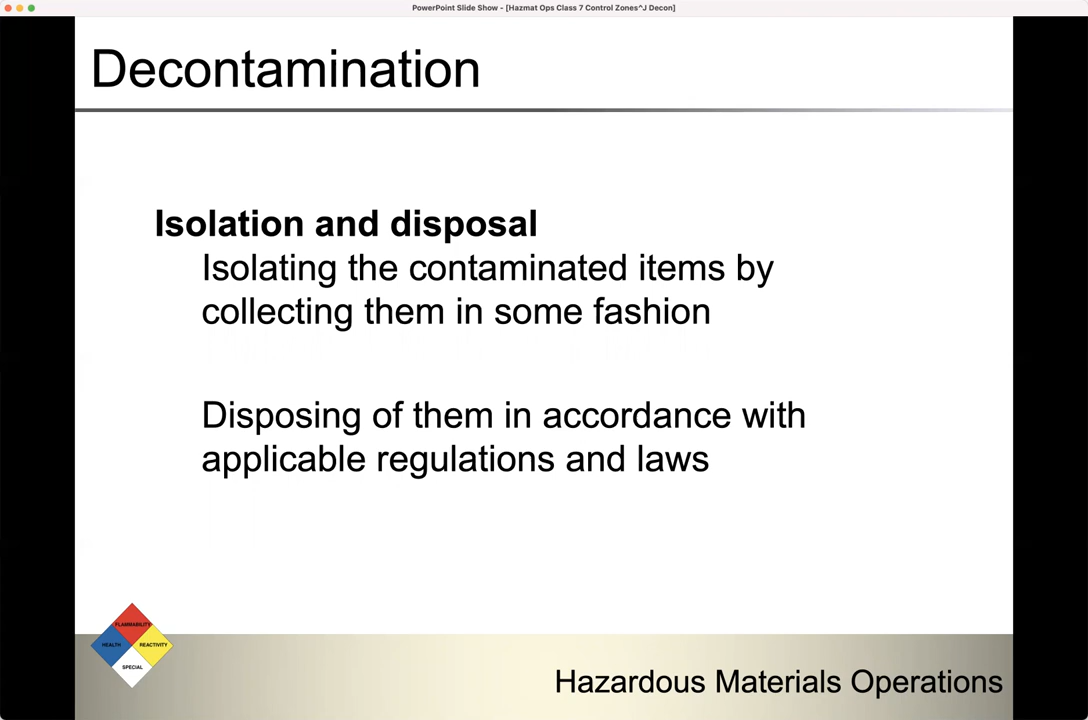 PowerPoint Slide Show - [Hazmat Ops Class 7 Control Zones^J Decon]
Decontamination
Isolation and disposal
Isolating the contaminated items by
collecting them in some fashion
Disposing of them in accordance with
applicable regulations and laws
FLAMMABILITY
HEALTH
REACTIVITY
SPECIAL
Hazardous Materials Operations